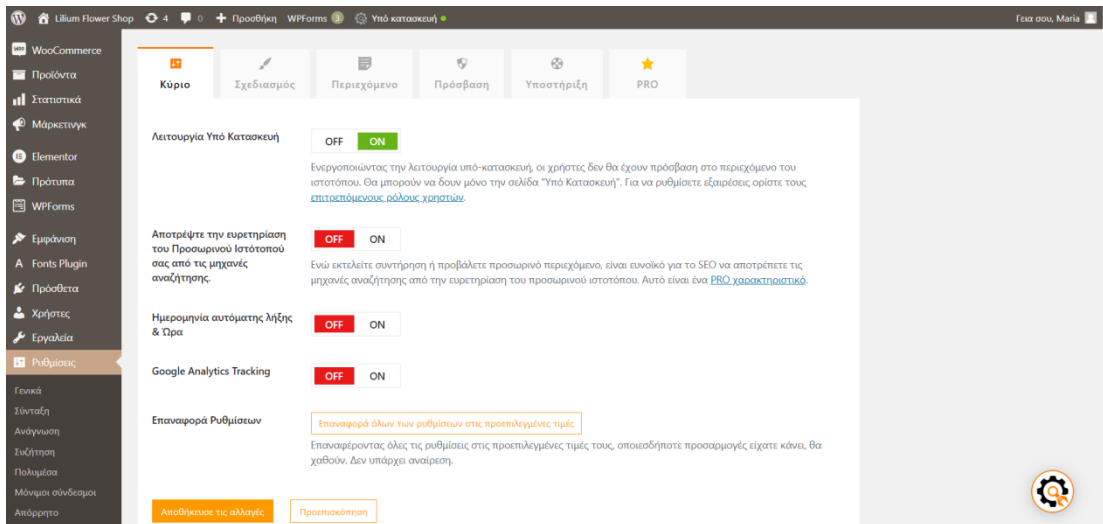 Lilium Flower Shop 4 0 Προσθήκη WPForms 3 Υπό κατασκευή
Γεια σου, Maria
WooCommerce
Προϊόντα
Στατιστικά
Μάρκετινγκ
Elementor
Πρότυπα
WPForms
Εμφάνιση
Fonts Plugin
Πρόσθετα
Χρήστες
Εργαλεία
Ρυθμίσεις
Γενικά
Σύνταξη
Ανάγνωση
Συζήτηση
Πολυμέσα
Μόνιμοι σύνδεσμοι
Απόρρητο
Κύριο
Σχεδιασμός
Περιεχόμενο
Πρόσβαση
Υποστήριξη
PRO
Λειτουργία Υπό Κατασκευή
OFF ON
Ενεργοποιώντας την λειτουργία υπό-κατασκευή, οι χρήστες δεν θα έχουν πρόσβαση στο περιεχόμενο του
ιστοτόπου. Θα μπορούν να δουν μόνο την σελίδα "Υπό Κατασκευή". Για να ρυθμίσετε εξαιρέσεις ορίστε τους
επιτρεπόμενους ρόλους χρηστών.
Αποτρέψτε την ευρετηρίαση
του Προσωρινού Ιστότοπού
σας από τις μηχανές
αναζήτησης.
OFF ON
Ενώ εκτελείτε συντήρηση ή προβάλετε προσωρινό περιεχόμενο, είναι ευνοϊκό για το SEO να αποτρέπετε τις
μηχανές αναζήτησης από την ευρετηρίαση του προσωρινού ιστοτόπου. Αυτό είναι ένα PRO χαρακτηριστικό.
Ημερομηνία αυτόματης λήξης
& Ώρα
OFF ON
Google Analytics Tracking
OFF ON
Επαναφορά Ρυθμίσεων
Επαναφορά όλων των ρυθμίσεων στις προεπιλεγμένες τιμές
Επαναφέροντας όλες τις ρυθμίσεις στις προεπιλεγμένες τιμές τους, οποιεσδήποτε προσαρμογές είχατε κάνει, θα
χαθούν. Δεν υπάρχει αναίρεση.
Αποθήκευσε τις αλλαγές
Προεπισκόπηση